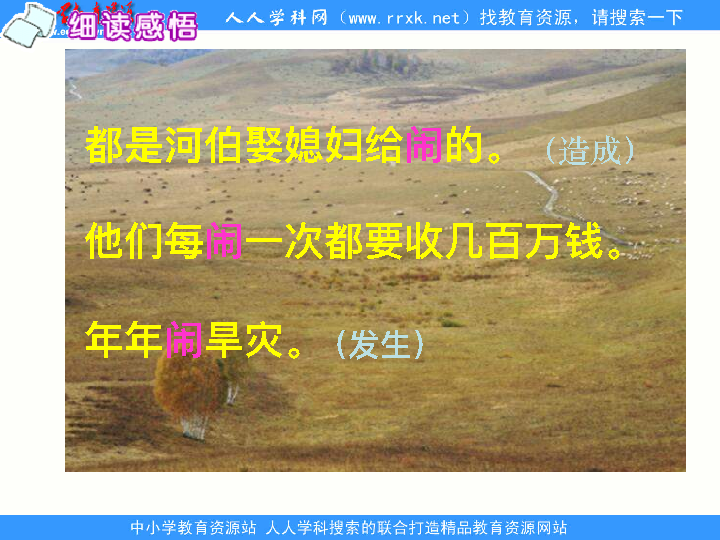 人人学科网（www.rrxk.net）找教育资源，请搜索一下
细读感悟
都是河伯娶媳妇给闹的。（造成）
他们每闹一次都要收几百万钱。
年年闹旱灾。（发生）
中小学教育资源站 人人学科搜索的联合打造精品教育资源网站